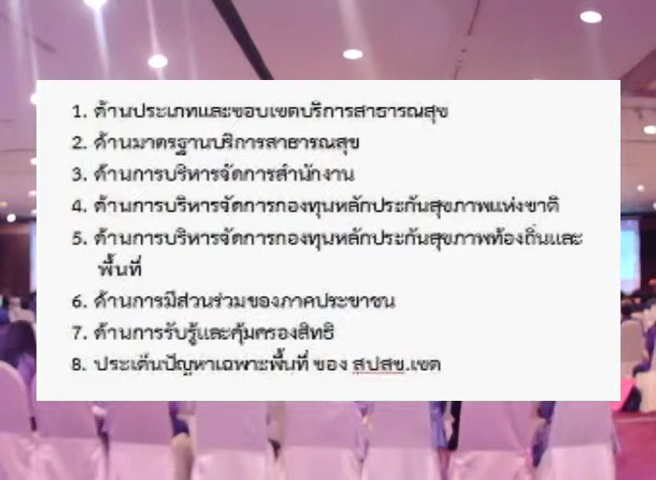 1. ด้านประเภทและขอบเขตบริการสาธารณสุข
2. ด้านมาตรฐานบริการสาธารณสุข
3. ด้านการบริหารจัดการสำนักงาน
4. ด้านการบริหารจัดการกองทุนหลักประกันสุขภาพแห่งชาติ
5. ด้านการบริหารจัดการกองทุนหลักประกันสุขภาพท้องถิ่นและ
พื้นที่
6. ด้านการมีส่วนร่วมของภาคประชาชน
7. ด้านการรับรู้และคุ้มครองสิทธิ
8. ประเด็นปัญหาเฉพาะพื้นที่ ของ สปสช.เขต